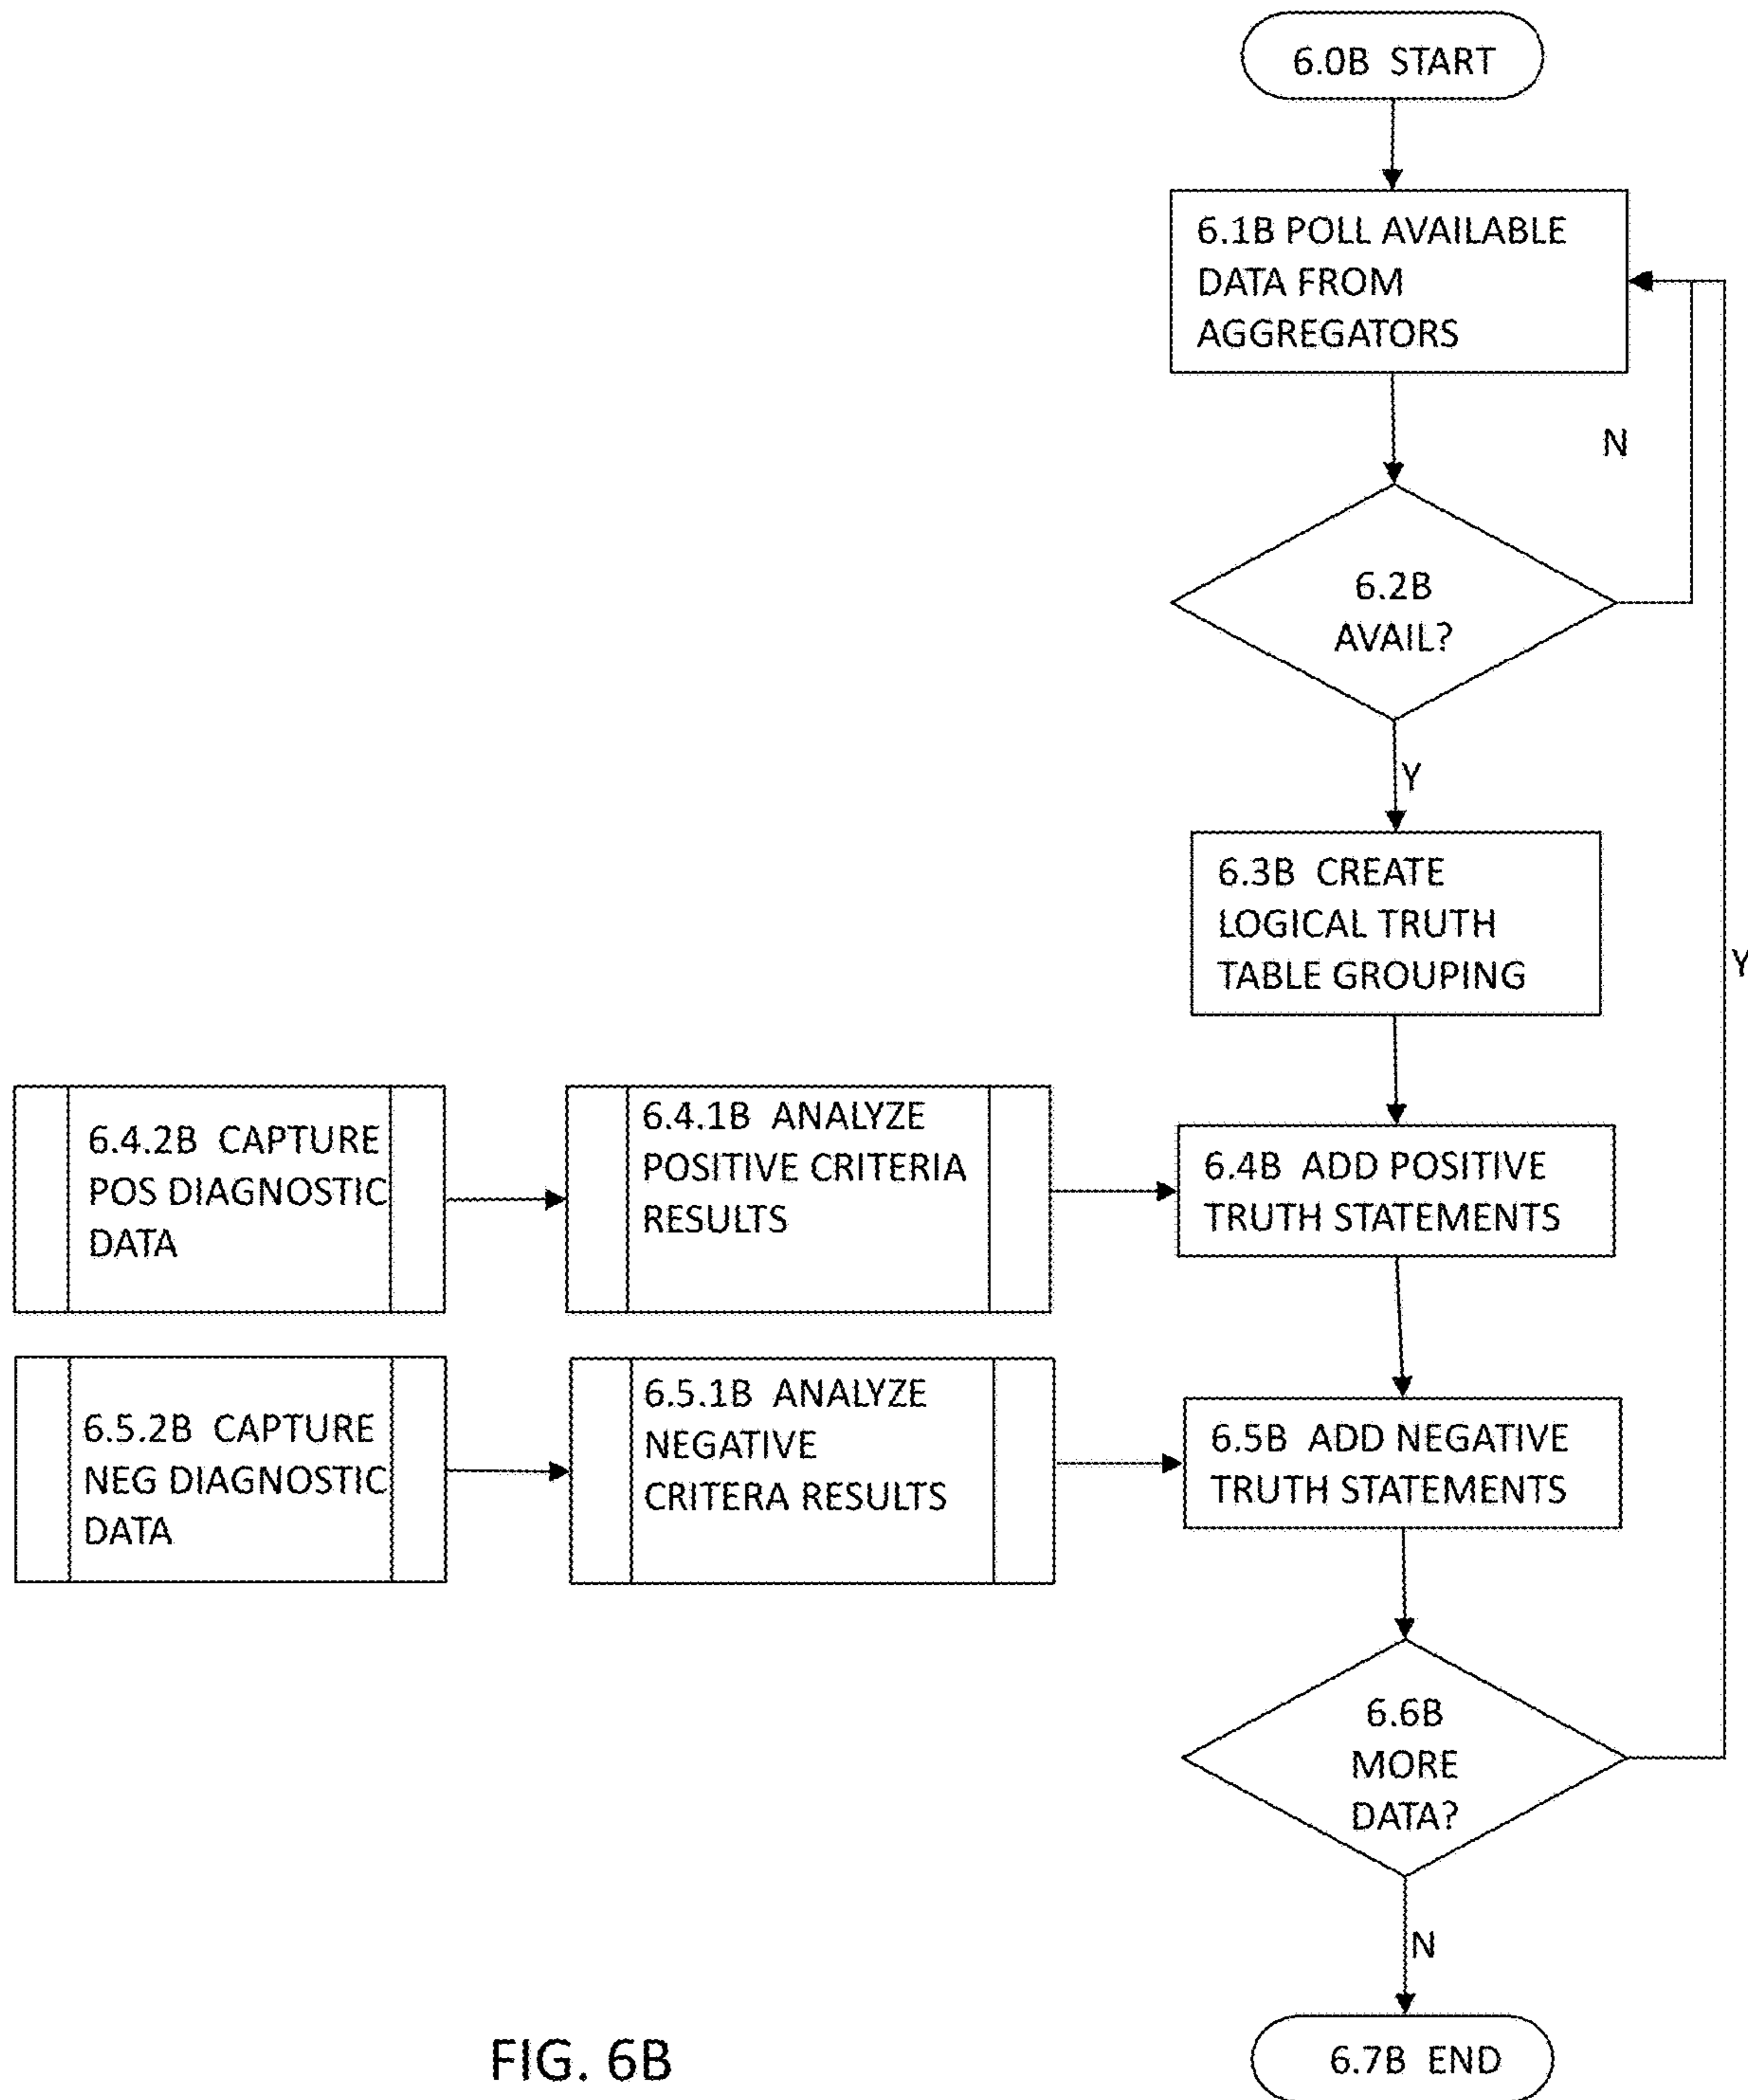 6.0B START
6.1B POLL AVAILABLE
DATA FROM
AGGREGATORS
N
6.2B
AVAIL?
Y
6.3B CREATE
LOGICAL TRUTH
TABLE GROUPING
Y
6.4.2B CAPTURE
POS DIAGNOSTIC
DATA
6.4.1B ANALYZE
POSITIVE CRITERIA
RESULTS
6.4B ADD POSITIVE
TRUTH STATEMENTS
6.5.2B CAPTURE
NEG DIAGNOSTIC
DATA
6.5.1B ANALYZE
NEGATIVE
CRITERA RESULTS
6.5B ADD NEGATIVE
TRUTH STATEMENTS
6.6B
MORE
DATA?
N
6.7B END
FIG. 6B